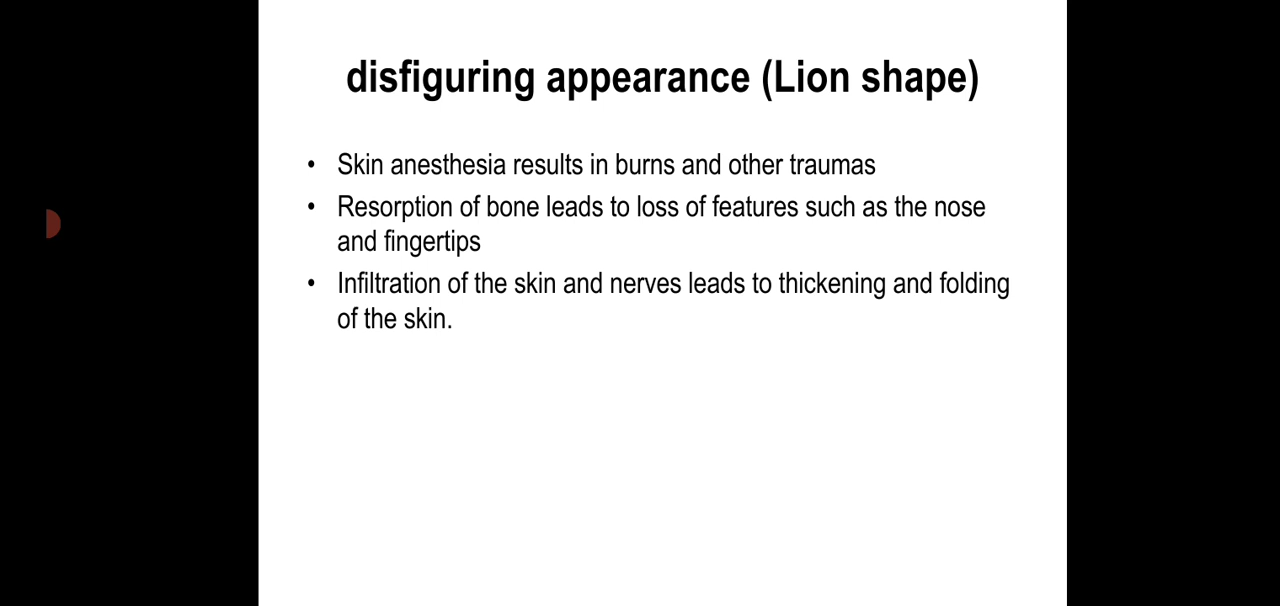 disfiguring appearance (Lion shape)
• Skin anesthesia results in burns and other traumas
• Resorption of bone leads to loss of features such as the nose
and fingertips
• Infiltration of the skin and nerves leads to thickening and folding
of the skin.